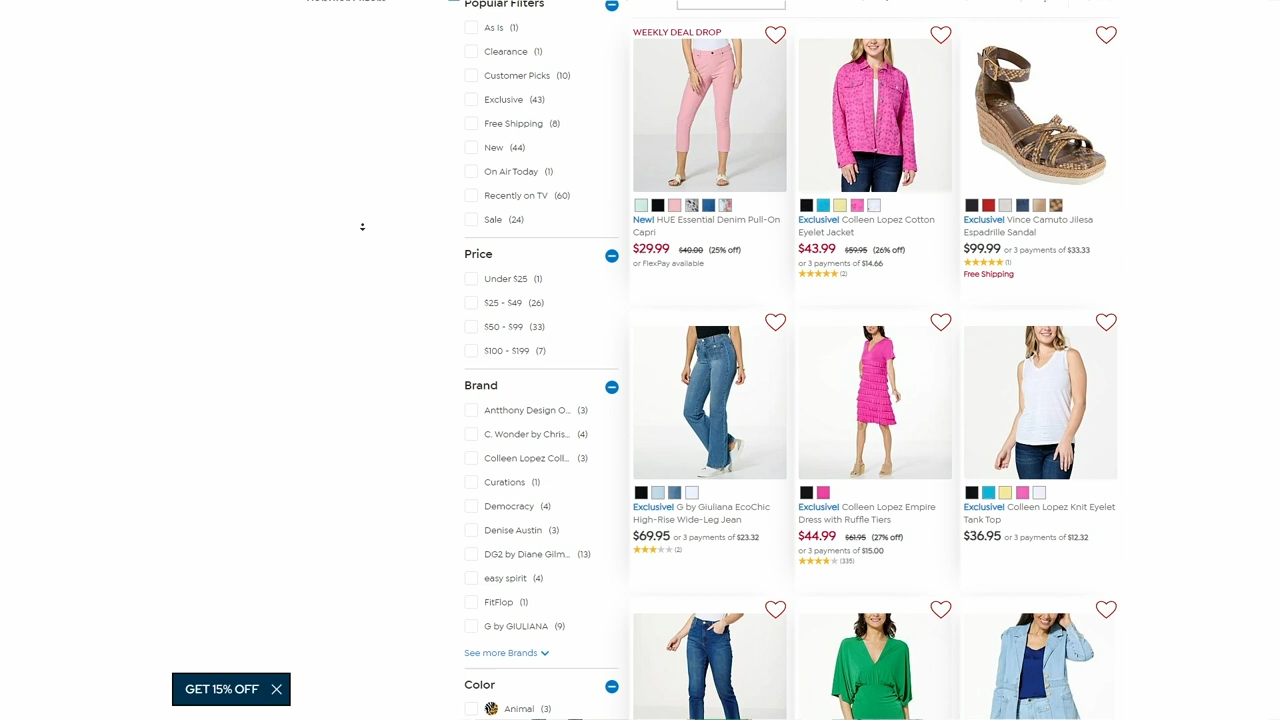 Popular Filters
As Is (1)
Clearance (1)
Customer Picks (10)
Exclusive (43)
Free Shipping (8)
New (44)
On Air Today (1)
Recently on TV (60)
Sale (24)
Price
Under $25 (1)
$25 - $49 (26)
$50 - $99 (33)
$100 - $199 (7)
Brand
Antthony Design O... (3)
C. Wonder by Chris... (4)
Colleen Lopez Coll... (3)
Curations (1)
Democracy (4)
Denise Austin (3)
DG2 by Diane Gilm... (13)
easy spirit (4)
FitFlop (1)
G by GIULIANA (9)
See more Brands
Color
Animal (3)
WEEKLY DEAL DROP
New! HUE Essential Denim Pull-On
Capri
$29.99 $40.00 (25% off)
or FlexPay available
Exclusive! Colleen Lopez Cotton
Eyelet Jacket
$43.99 $59.95 (26% off)
or 3 payments of $14.66
(2)
Exclusive! Vince Camuto Jilesa
Espadrille Sandal
$99.99 or 3 payments of $33.33
(1)
Free Shipping
Exclusive! G by Giuliana EcoChic
High-Rise Wide-Leg Jean
$69.95 or 3 payments of $23.32
(2)
Exclusive! Colleen Lopez Empire
Dress with Ruffle Tiers
$44.99 $61.95 (27% off)
or 3 payments of $15.00
(335)
Exclusive! Colleen Lopez Knit Eyelet
Tank Top
$36.95 or 3 payments of $12.32
GET 15% OFF